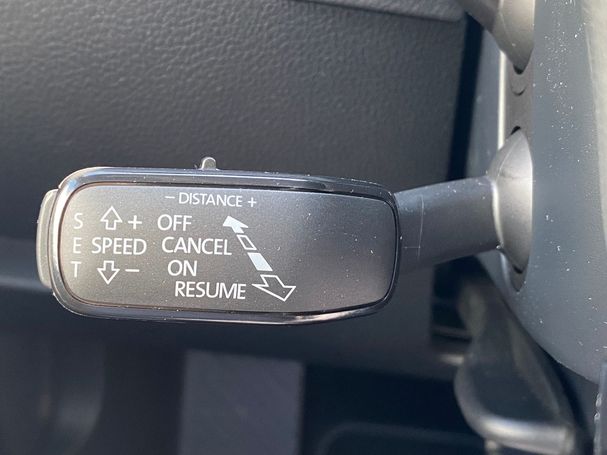 - DISTANCE +
S + OFF
E SPEED CANCEL
T - ON
RESUME